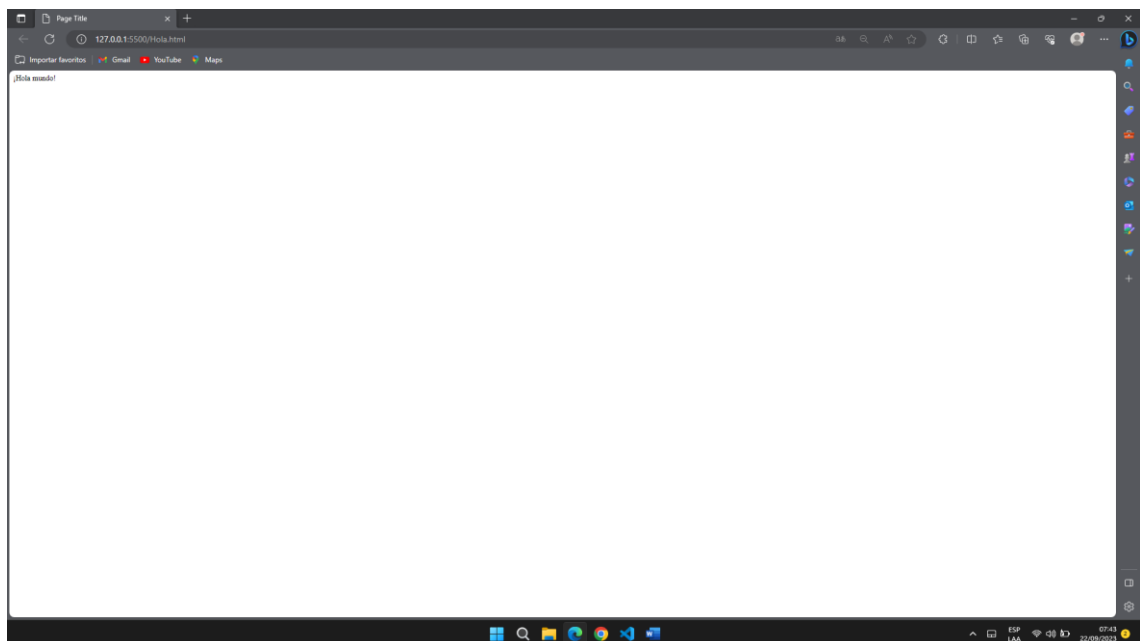 Page Title
127.0.0.1:5500/Hola.html
Importar favoritos Gmail YouTube Maps
¡Hola mundo!
ESP
LAA
07:43
22/09/2023